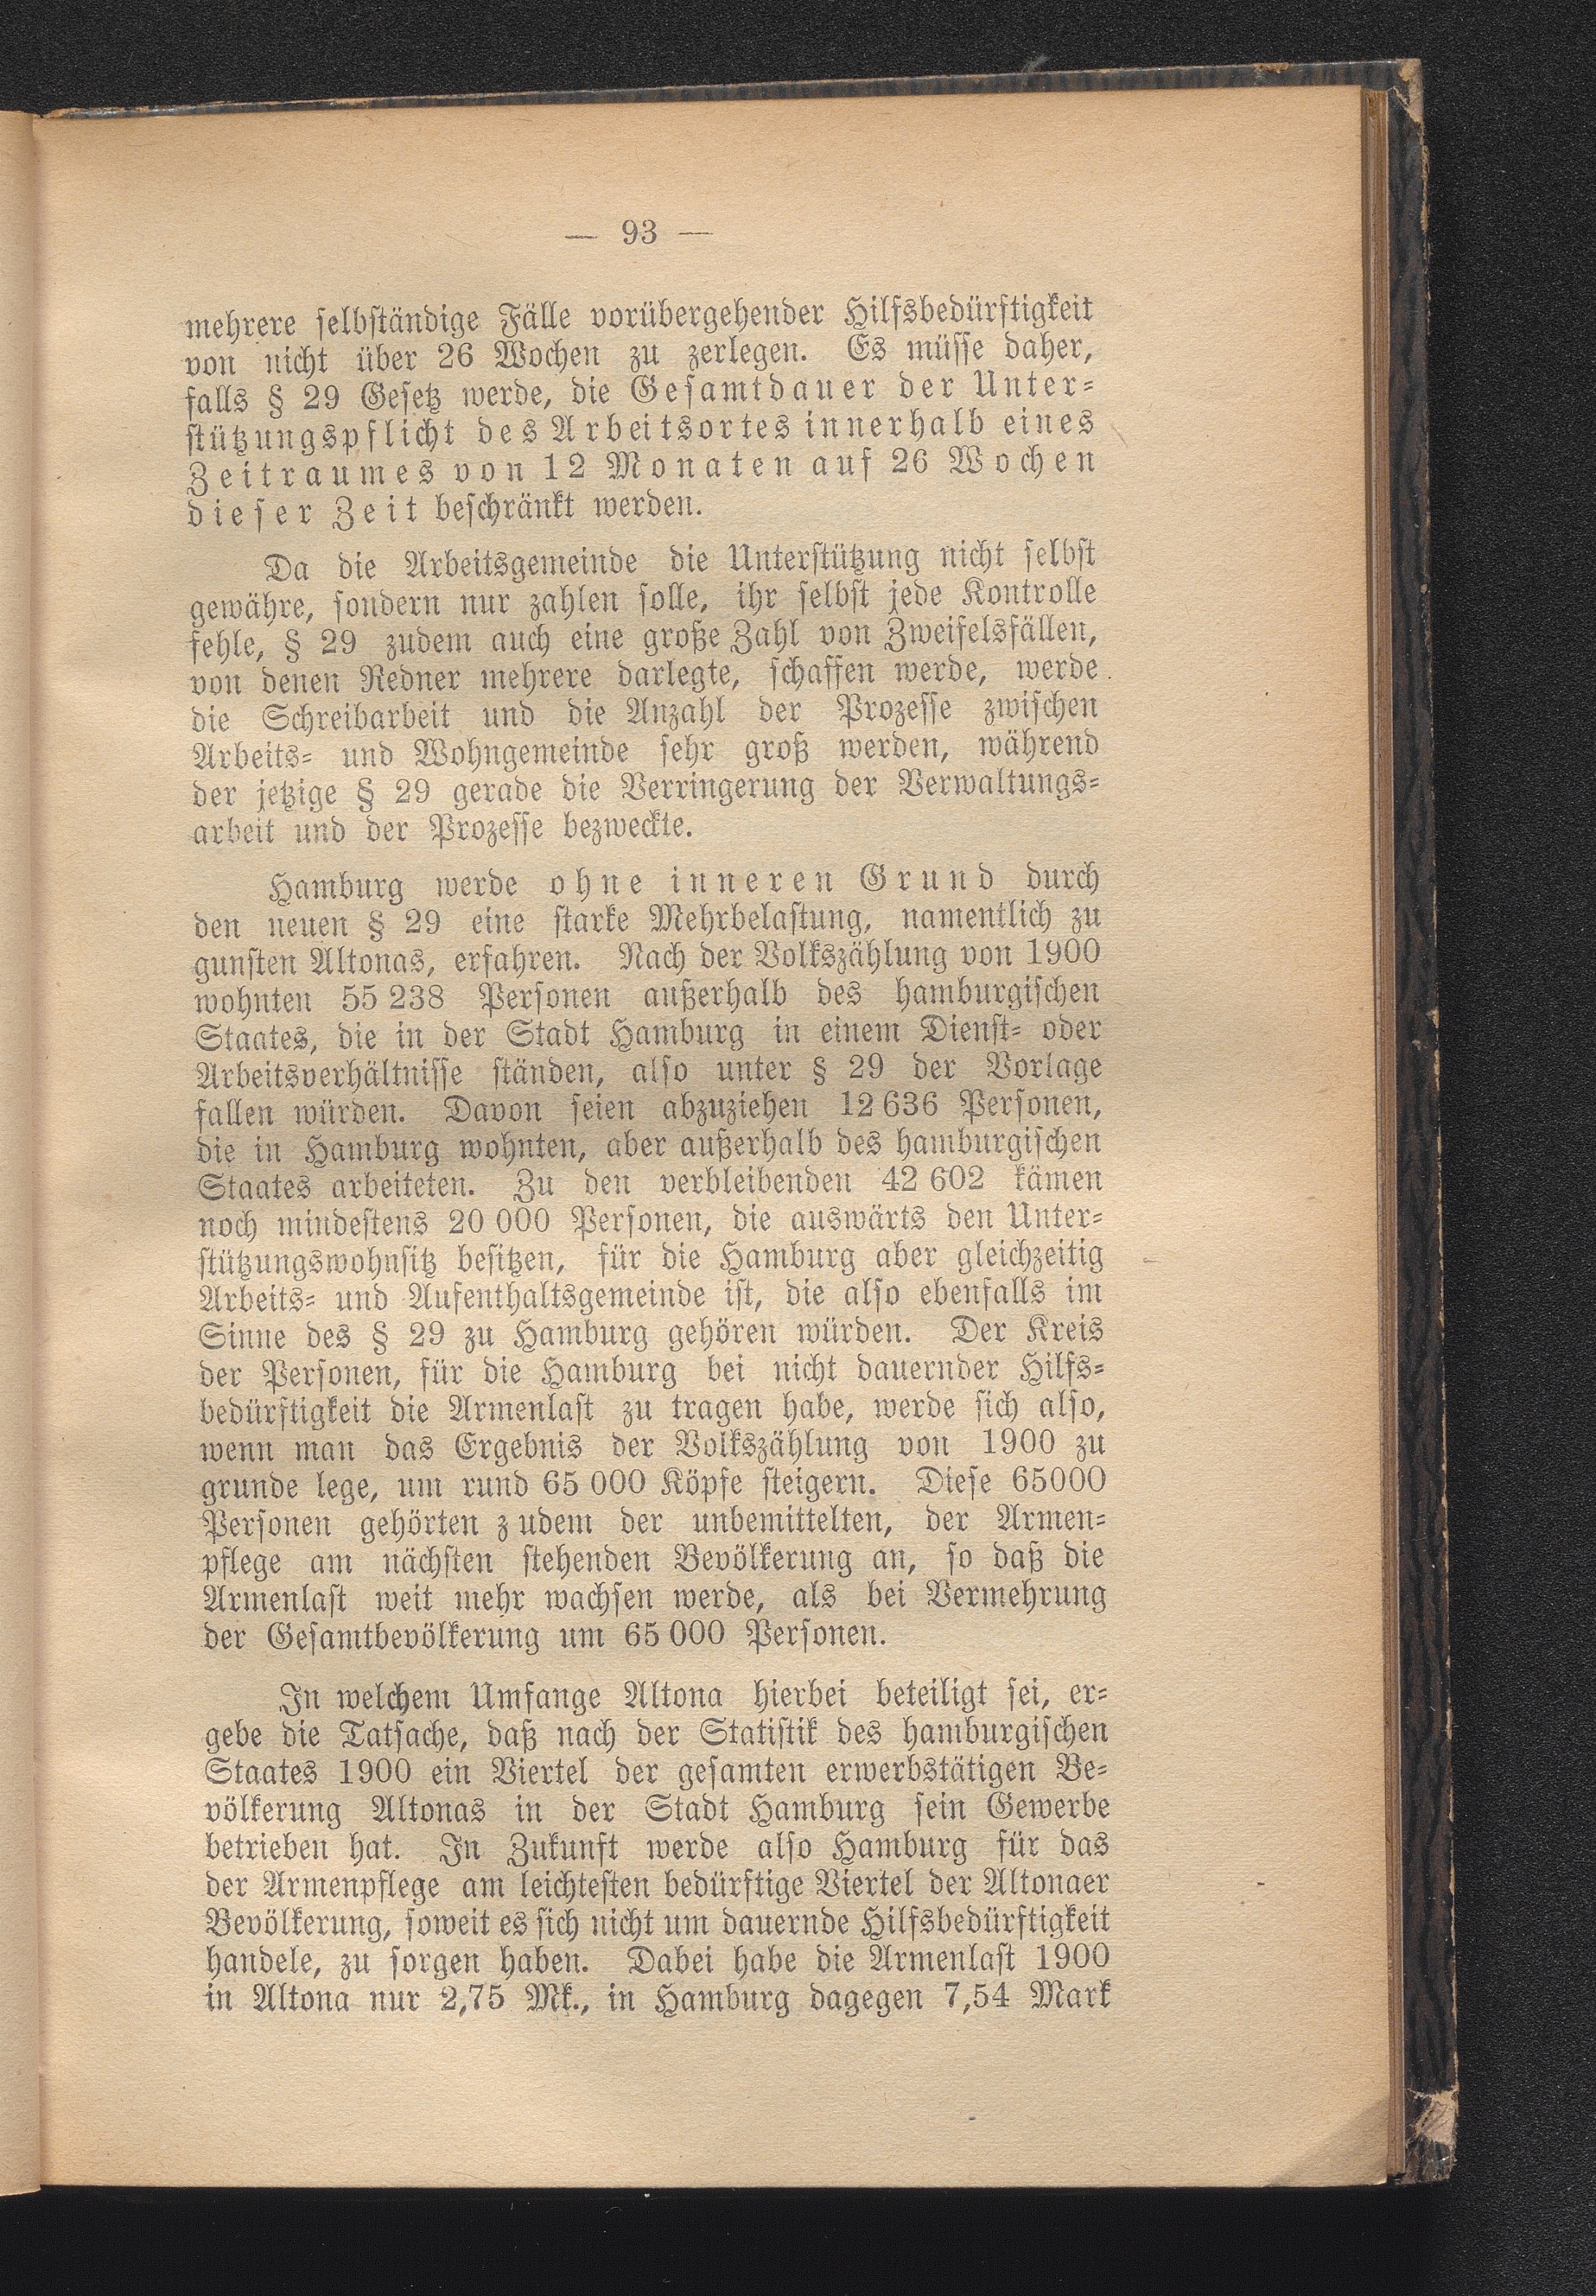 — 93 —
mehrere selbständige Fälle vorübergehender Hilfsbedürftigkeit
von nicht über 26 Wochen zu zerlegen. Es müsse daher,
falls § 29 Gesetz werde, die Gesamtdauer der Unter-
stützungspflicht des Arbeitsortes innerhalb eines
Zeitraumes von 12 Monaten auf 26 Wochen
dieser Zeit beschränkt werden.
Da die Arbeitsgemeinde die Unterstützung nicht selbst
gewähre, sondern nur zahlen solle, ihr selbst jede Kontrolle
fehle, § 29 zudem auch eine große Zahl von Zweifelsfällen,
von denen Redner mehrere darlegte, schaffen werde, werde
die Schreibarbeit und die Anzahl der Prozesse zwischen
Arbeits- und Wohngemeinde sehr groß werden, während
der jetzige § 29 gerade die Verringerung der Verwaltungs-
arbeit und der Prozesse bezweckte.
Hamburg werde ohne inneren Grund durch
den neuen § 29 eine starke Mehrbelastung, namentlich zu
gunsten Altonas, erfahren. Nach der Volkszählung von 1900
wohnten 55 238 Personen außerhalb des hamburgischen
Staates, die in der Stadt Hamburg in einem Dienst- oder
Arbeitsverhältnisse ständen, also unter § 29 der Vorlage
fallen würden. Davon seien abzuziehen 12 636 Personen,
die in Hamburg wohnten, aber außerhalb des hamburgischen
Staates arbeiteten. Zu den verbleibenden 42 602 kämen
noch mindestens 20 000 Personen, die auswärts den Unter-
stützungswohnsitz besitzen, für die Hamburg aber gleichzeitig
Arbeits- und Aufenthaltsgemeinde ist, die also ebenfalls im
Sinne des § 29 zu Hamburg gehören würden. Der Kreis
der Personen, für die Hamburg bei nicht dauernder Hilfs-
bedürftigkeit die Armenlast zu tragen habe, werde sich also,
wenn man das Ergebnis der Volkszählung von 1900 zu
grunde lege, um rund 65 000 Köpfe steigern. Diese 65000
Personen gehörten zudem der unbemittelten, der Armen-
pflege am nächsten stehenden Bevölkerung an, so daß die
Armenlast weit mehr wachsen werde, als bei Vermehrung
der Gesamtbevölkerung um 65 000 Personen.
In welchem Umfange Altona hierbei beteiligt sei, er-
gebe die Tatsache, daß nach der Statistik des hamburgischen
Staates 1900 ein Viertel der gesamten erwerbstätigen Be-
völkerung Altonas in der Stadt Hamburg sein Gewerbe
betrieben hat. In Zukunft werde also Hamburg für das
der Armenpflege am leichtesten bedürftige Viertel der Altonaer
Bevölkerung, soweit es sich nicht um dauernde Hilfsbedürftigkeit
handele, zu sorgen haben. Dabei habe die Armenlast 1900
in Altona nur 2,75 Mk., in Hamburg dagegen 7,54 Mark